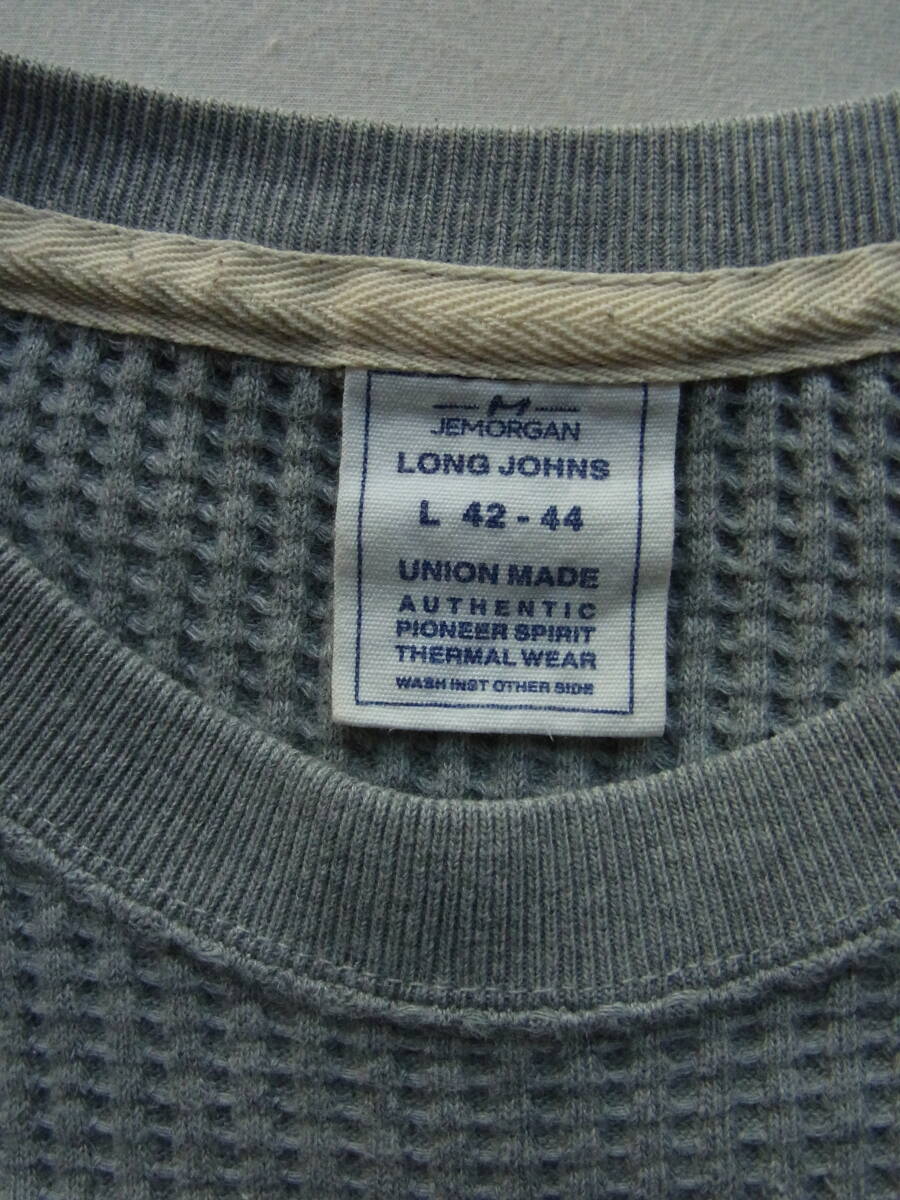 JEMORGAN
LONG JOHNS
L 42 - 44
UNION MADE
AUTHENTIC
PIONEER SPIRIT
THERMAL WEAR
WASH INST OTHER SIDE